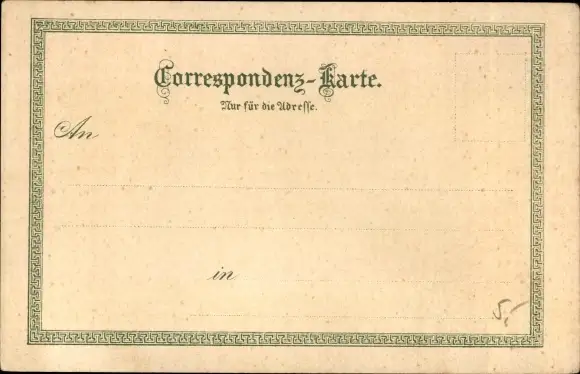 Correspondenz-Karte.
Nur für die Adresse.
An
in
5,-